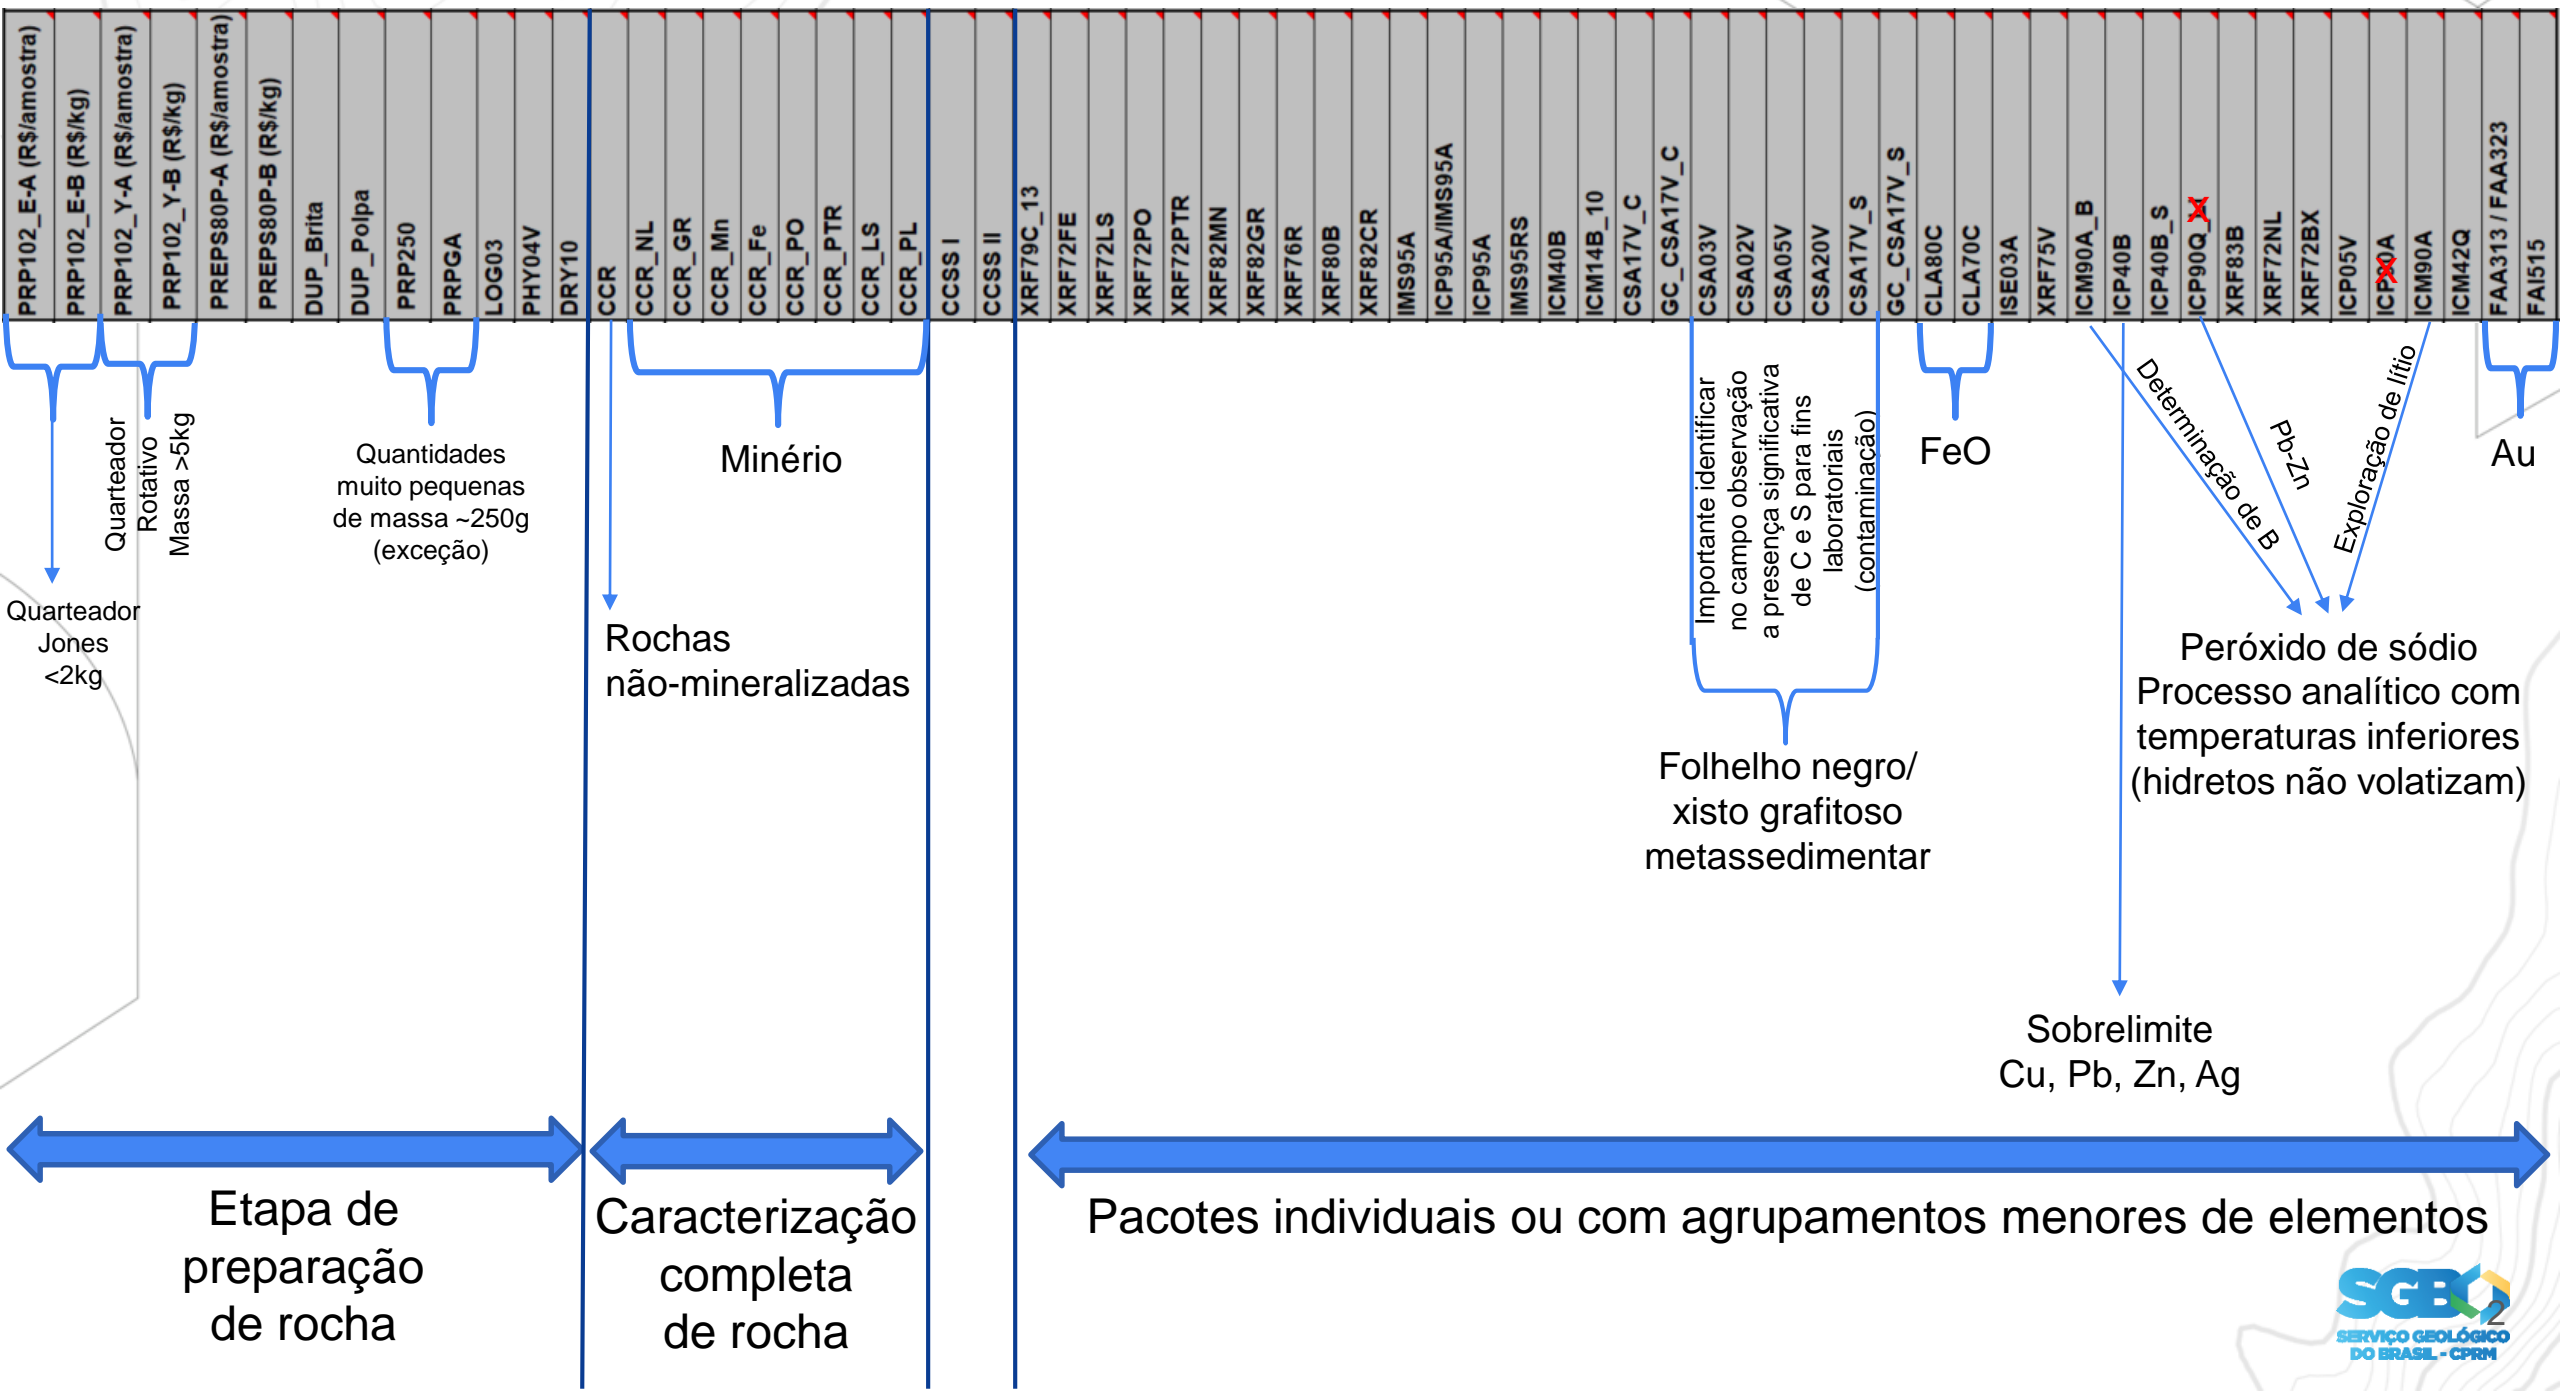 PRP102_E-A (R$/amostra)
PRP102_E-B (R$/kg)
PRP102_Y-A (R$/amostra)
PRP102_Y-B (R$/kg)
PREPS80P-A (R$/amostra)
PREPS80P-B (R$/kg)
DUP_Brita
DUP_Polpa
PRP250
PRPGA
LOG03
PHY04V
DRY10
CCR
CCR_NL
CCR_GR
CCR_Mn
CCR_Fe
CCR_PO
CCR_PTR
CCR_LS
CCR_PL
CCSS I
CCSS II
XRF79C_13
XRF72FE
XRF72LS
XRF72PO
XRF72PTR
XRF82MN
XRF82GR
XRF76R
XRF80B
XRF82CR
IMS95A
ICP95A/IMS95A
ICP95A
IMS95RS
ICM40B
ICM14B_10
CSA17V_C
GC_CSA17V_C
CSA03V
CSA02V
CSA05V
CSA20V
CSA17V_S
GC_CSA17V_S
CLA80C
CLA70C
ISE03A
XRF75V
ICM90A_B
ICP40B
ICP40B_S
ICP90Q_
X
XRF83B
XRF72NL
XRF72BX
ICP05V
ICP90A
X
ICM90A
ICM42Q
FAA313 / FAA323
FAI515
Quarteador
Jones
<2kg
Quarteador
Rotativo
Massa >5kg
Quantidades
muito pequenas
de massa ~250g
(exceção)
Rochas
não-mineralizadas
Minério
Importante identificar
no campo observação
a presença significativa
de C e S para fins
laboratoriais
(contaminação)
Folhelho negro/
xisto grafitoso
metassedimentar
FeO
Determinação de B
Pb-Zn
Exploração de lítio
Au
Peróxido de sódio
Processo analítico com
temperaturas inferiores
(hidretos não volatizam)
Sobrelimite
Cu, Pb, Zn, Ag
Etapa de
preparação
de rocha
Caracterização
completa
de rocha
Pacotes individuais ou com agrupamentos menores de elementos
SGB
2
SERVIÇO GEOLÓGICO
DO BRASIL - CPRM